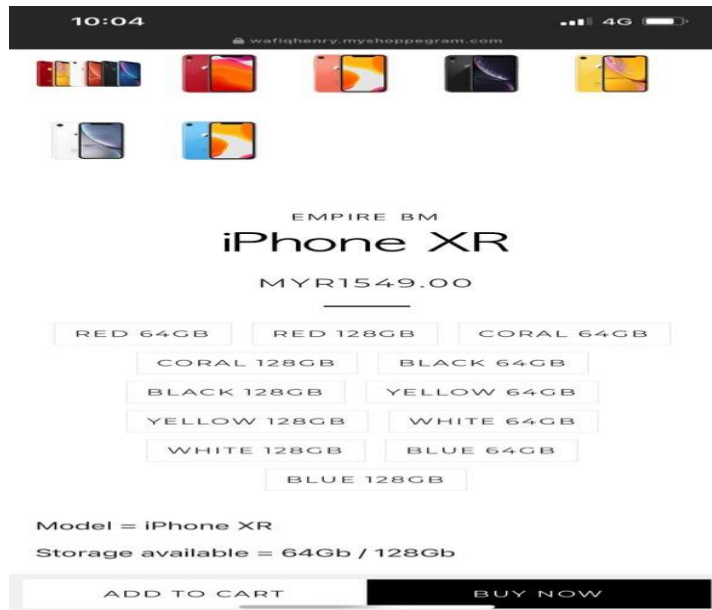 10:04
4G
wafiqhenry.myshoppegram.com
EMPIRE BM
iPhone XR
MYR1549.00
RED 64GB RED 128GB CORAL 64GB
CORAL 128GB BLACK 64GB
BLACK 128GB YELLOW 64GB
YELLOW 128GB WHITE 64GB
WHITE 128GB BLUE 64GB
BLUE 128GB
Model = iPhone XR
Storage available = 64Gb / 128Gb
ADD TO CART BUY NOW